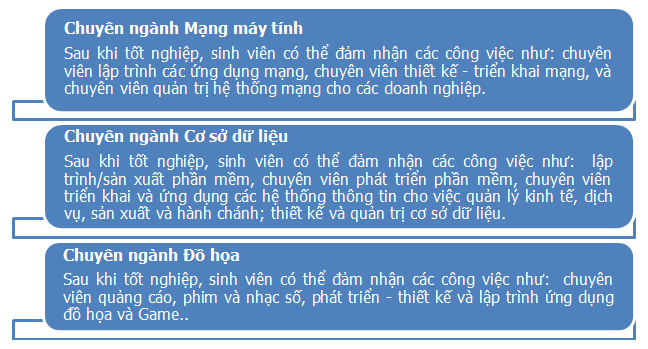 Chuyên ngành Mạng máy tính
Sau khi tốt nghiệp, sinh viên có thể đảm nhận các công việc như: chuyên
viên lập trình các ứng dụng mạng, chuyên viên thiết kế - triển khai mạng, và
chuyên viên quản trị hệ thống mạng cho các doanh nghiệp.
Chuyên ngành Cơ sở dữ liệu
Sau khi tốt nghiệp, sinh viên có thể đảm nhận các công việc như: lập
trình/sản xuất phần mềm, chuyên viên phát triển phần mềm, chuyên viên
triển khai và ứng dụng các hệ thống thông tin cho việc quản lý kinh tế, dịch
vụ, sản xuất và hành chánh; thiết kế và quản trị cơ sở dữ liệu.
Chuyên ngành Đồ họa
Sau khi tốt nghiệp, sinh viên có thể đảm nhận các công việc như: chuyên
viên quảng cáo, phim và nhạc số, phát triển - thiết kế và lập trình ứng dụng
đồ họa và Game..